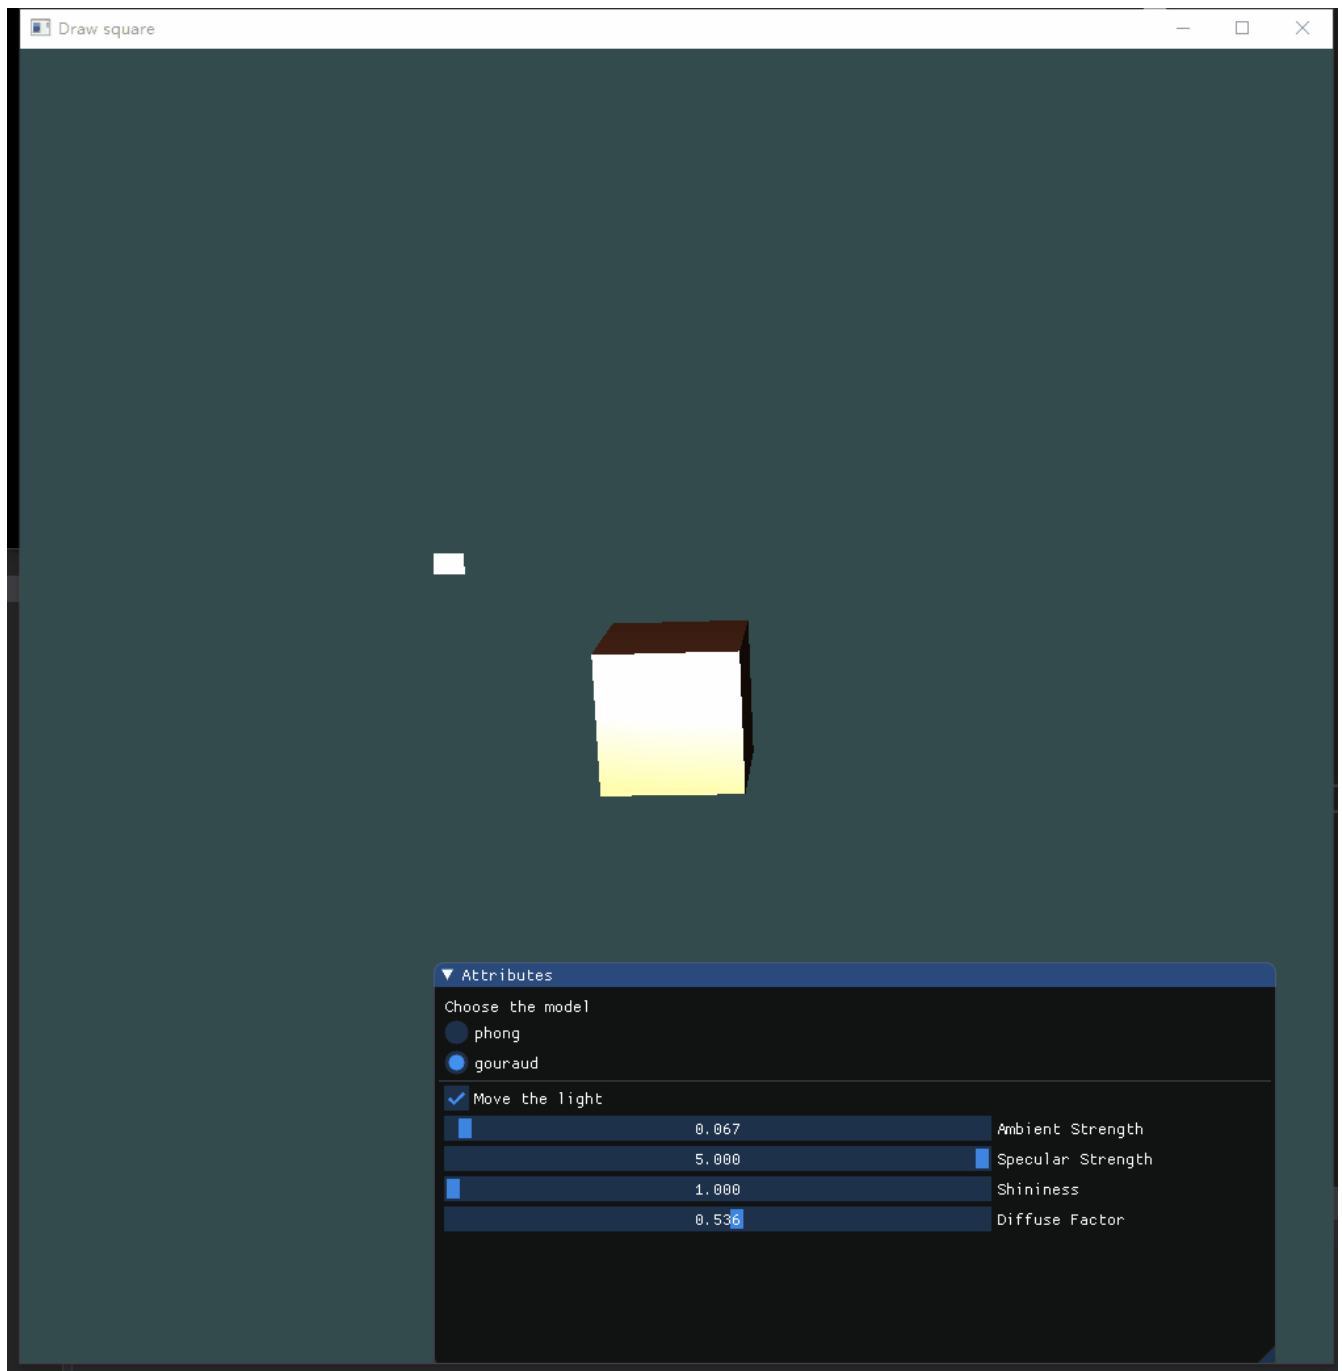 Draw square
Attributes
Choose the model
phong
gouraud
Move the light
0.067 Ambient Strength
5.000 Specular Strength
1.000 Shininess
0.536 Diffuse Factor